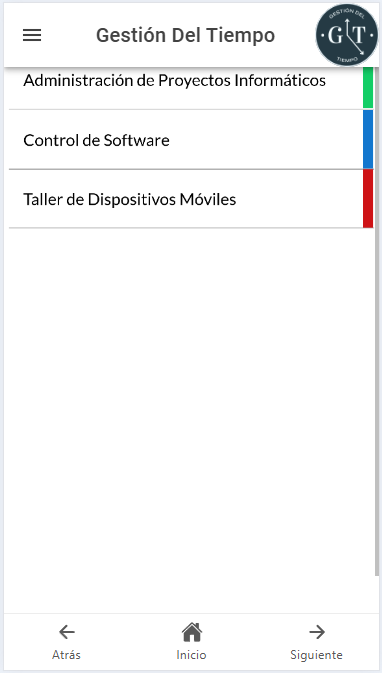 Gestión Del Tiempo
GESTIÓN DEL
G T
TIEMPO
Administración de Proyectos Informáticos
Control de Software
Taller de Dispositivos Móviles
Atrás
Inicio
Siguiente